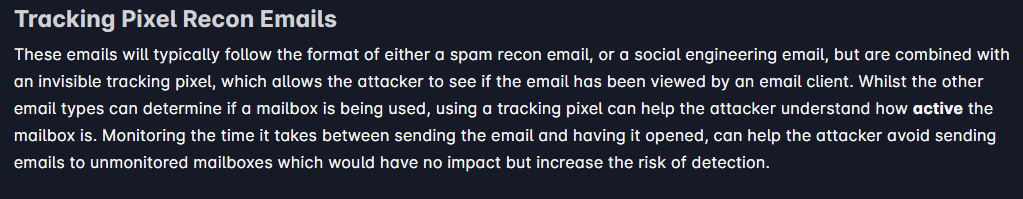 Tracking Pixel Recon Emails
These emails will typically follow the format of either a spam recon email, or a social engineering email, but are combined with
an invisible tracking pixel, which allows the attacker to see if the email has been viewed by an email client. Whilst the other
email types can determine if a mailbox is being used, using a tracking pixel can help the attacker understand how active the
mailbox is. Monitoring the time it takes between sending the email and having it opened, can help the attacker avoid sending
emails to unmonitored mailboxes which would have no impact but increase the risk of detection.